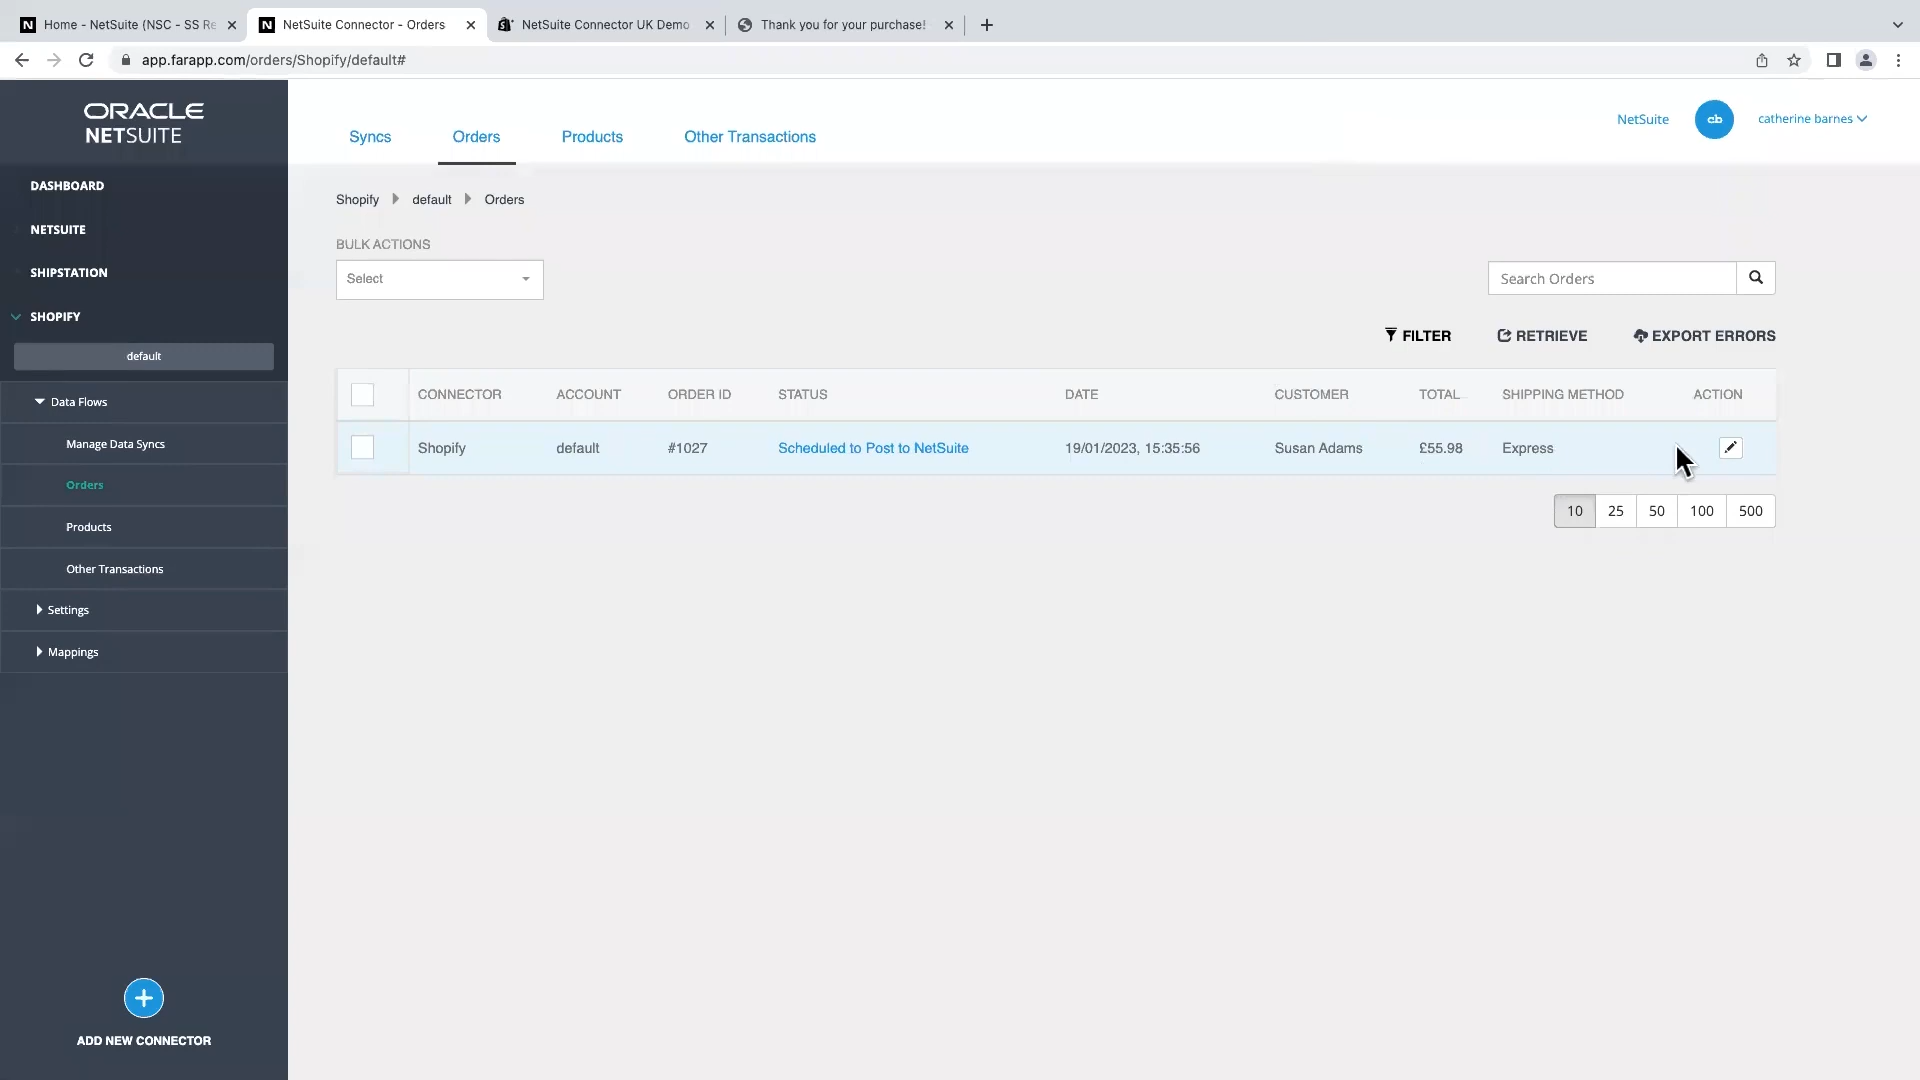 Home - NetSuite (NSC - SS Re
NetSuite Connector - Orders
NetSuite Connector UK Demo
Thank you for your purchase!
app.farapp.com/orders/Shopify/default#
ORACLE
NETSUITE
Syncs
Orders
Products
Other Transactions
NetSuite
cb
catherine barnes
DASHBOARD
NETSUITE
SHIPSTATION
SHOPIFY
default
Data Flows
Manage Data Syncs
Orders
Products
Other Transactions
Settings
Mappings
ADD NEW CONNECTOR
Shopify default Orders
BULK ACTIONS
Select
Search Orders
FILTER RETRIEVE EXPORT ERRORS
CONNECTOR ACCOUNT ORDER ID STATUS DATE CUSTOMER TOTAL SHIPPING METHOD ACTION
Shopify default #1027 Scheduled to Post to NetSuite 19/01/2023, 15:35:56 Susan Adams £55.98 Express
10 25 50 100 500